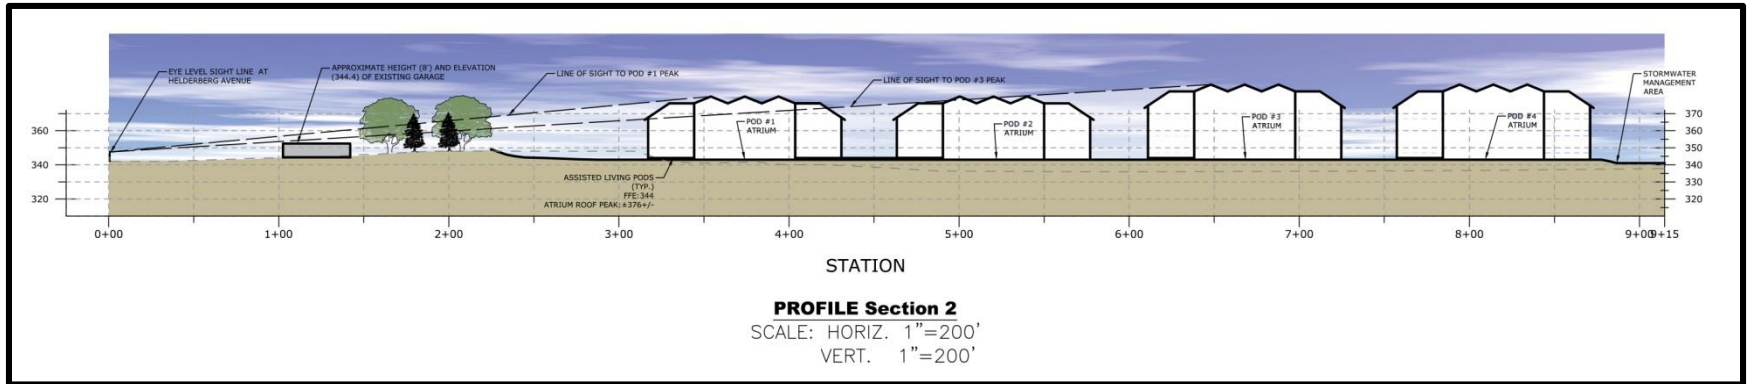 EYE LEVEL SIGHT LINE AT
HELDERBERG AVENUE
APPROXIMATE HEIGHT (8') AND ELEVATION
(344.4) OF EXISTING GARAGE
LINE OF SIGHT TO POD #1 PEAK
LINE OF SIGHT TO POD #3 PEAK
STORMWATER
MANAGEMENT
AREA
POD #1
ATRIUM
POD #2
ATRIUM
POD #3
ATRIUM
POD #4
ATRIUM
ASSISTED LIVING PODS
(TYP.)
FFE:344
ATRIUM ROOF PEAK:±376+/-
360
340
320
370
360
350
340
330
320
0+00 1+00 2+00 3+00 4+00 5+00 6+00 7+00 8+00 9+00 9+15
STATION
PROFILE Section 2
SCALE: HORIZ. 1"=200'
VERT. 1"=200'